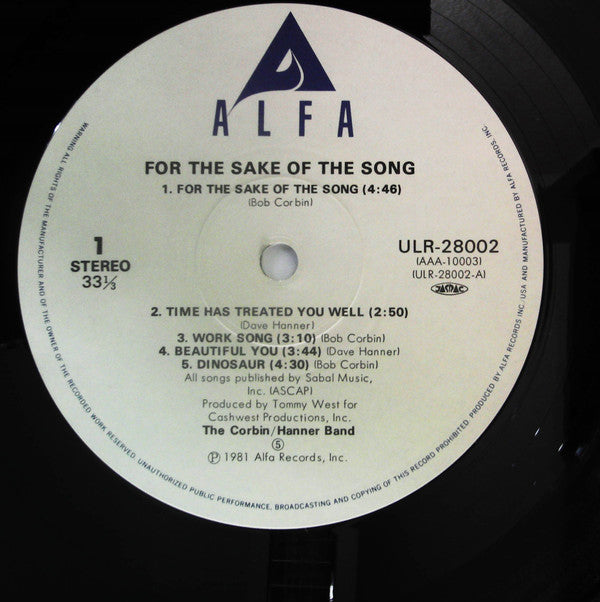 ALFA
FOR THE SAKE OF THE SONG
1. FOR THE SAKE OF THE SONG (4:46)
(Bob Corbin)
1
STEREO
33⅓
ULR-28002
(AAA-10003)
(ULR-28002-A)
JASRAC
2. TIME HAS TREATED YOU WELL (2:50)
(Dave Hanner)
3. WORK SONG (3:10) (Bob Corbin)
4. BEAUTIFUL YOU (3:44) (Dave Hanner)
5. DINOSAUR (4:30) (Bob Corbin)
All songs published by Sabal Music,
Inc. (ASCAP)
Produced by Tommy West for
Cashwest Productions, Inc.
The Corbin/Hanner Band
Ⓢ
Ⓟ 1981 Alfa Records, Inc.
WARNING: ALL RIGHTS OF THE MANUFACTURER AND OF THE OWNER OF THE RECORDED WORK RESERVED. UNAUTHORIZED PUBLIC PERFORMANCE, BROADCASTING AND COPYING OF THIS RECORD PROHIBITED. PRODUCED BY ALFA RECORDS INC. USA AND MANUFACTURED BY ALFA RECORDS, INC.